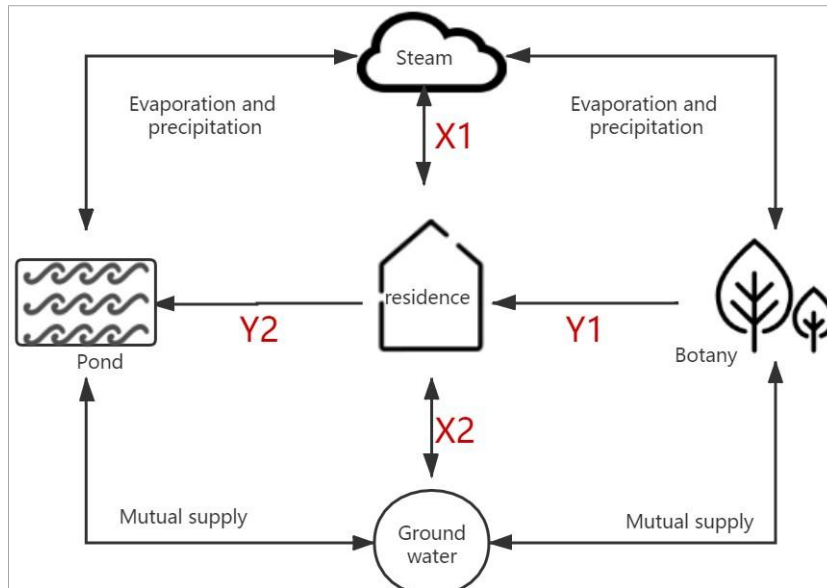 Steam
Evaporation and
precipitation
Evaporation and
precipitation
X1
residence
Y2
Y1
Pond
Botany
X2
Mutual supply
Mutual supply
Ground
water